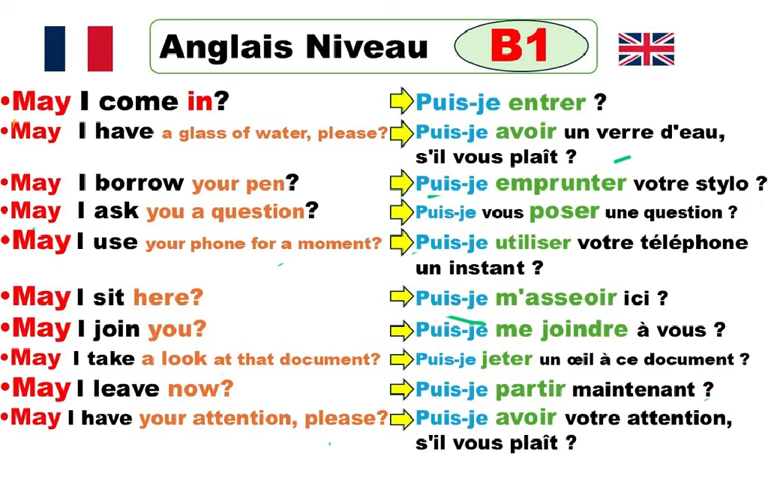 Anglais Niveau B1
•May I come in? Puis-je entrer ?
•May I have a glass of water, please? Puis-je avoir un verre d'eau,
s'il vous plaît ?
•May I borrow your pen? Puis-je emprunter votre stylo ?
•May I ask you a question? Puis-je vous poser une question ?
•May I use your phone for a moment? Puis-je utiliser votre téléphone
un instant ?
•May I sit here? Puis-je m'asseoir ici ?
•May I join you? Puis-je me joindre à vous ?
•May I take a look at that document? Puis-je jeter un œil à ce document ?
•May I leave now? Puis-je partir maintenant ?
•May I have your attention, please? Puis-je avoir votre attention,
s'il vous plaît ?